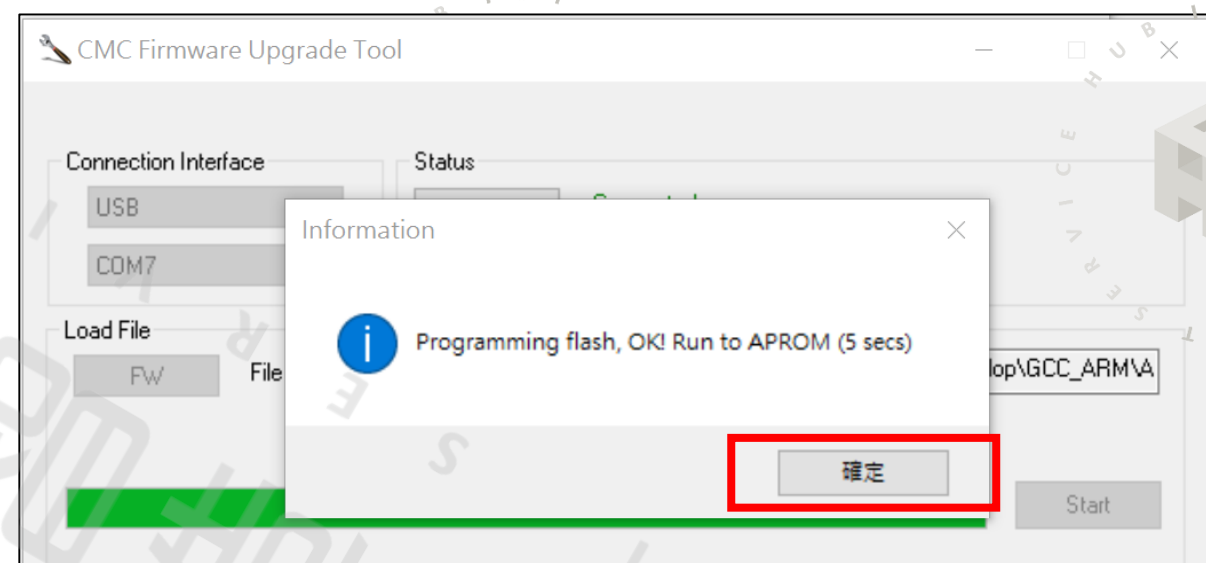 CMC Firmware Upgrade Tool
Connection Interface
Status
USB
Information
COM7
Load File
Programming flash, OK! Run to APROM (5 secs)
FW
File
lop\GCC_ARM\A
確定
Start